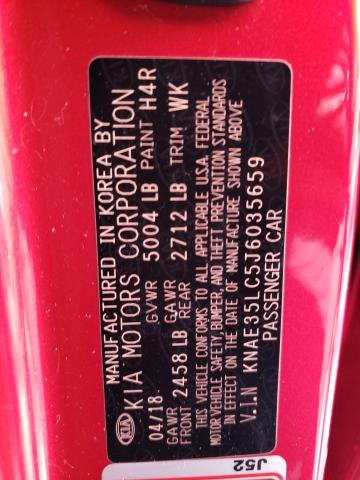 MANUFACTURED IN KOREA BY
KIA KIA MOTORS CORPORATION
04/18 GVWR 5004 LB PAINT H4R
GAWR FRONT 2458 LB GAWR REAR 2712 LB TRIM WK
THIS VEHICLE CONFORMS TO ALL APPLICABLE U.S.A. FEDERAL
MOTOR VEHICLE SAFETY, BUMPER, AND THEFT PREVENTION STANDARDS
IN EFFECT ON THE DATE OF MANUFACTURE SHOWN ABOVE
V.I.N KNAE35LC5J6035659
PASSENGER CAR
J52